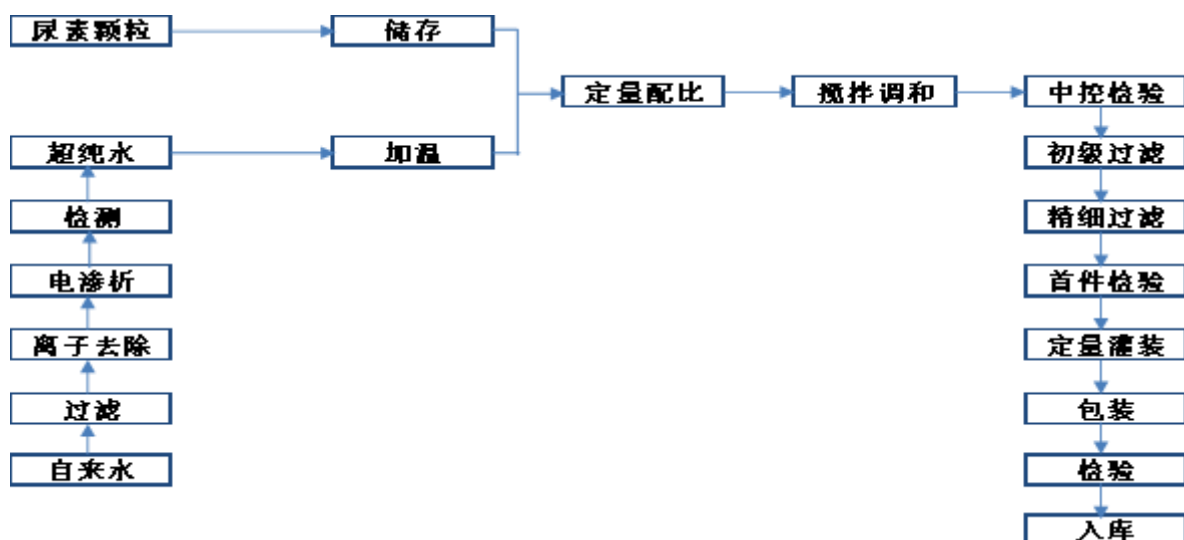 尿素颗粒
储存
定量配比
搅拌调和
中控检验
超纯水
加温
初级过滤
检测
精细过滤
电渗析
首件检验
离子去除
定量灌装
过滤
包装
自来水
检验
入库